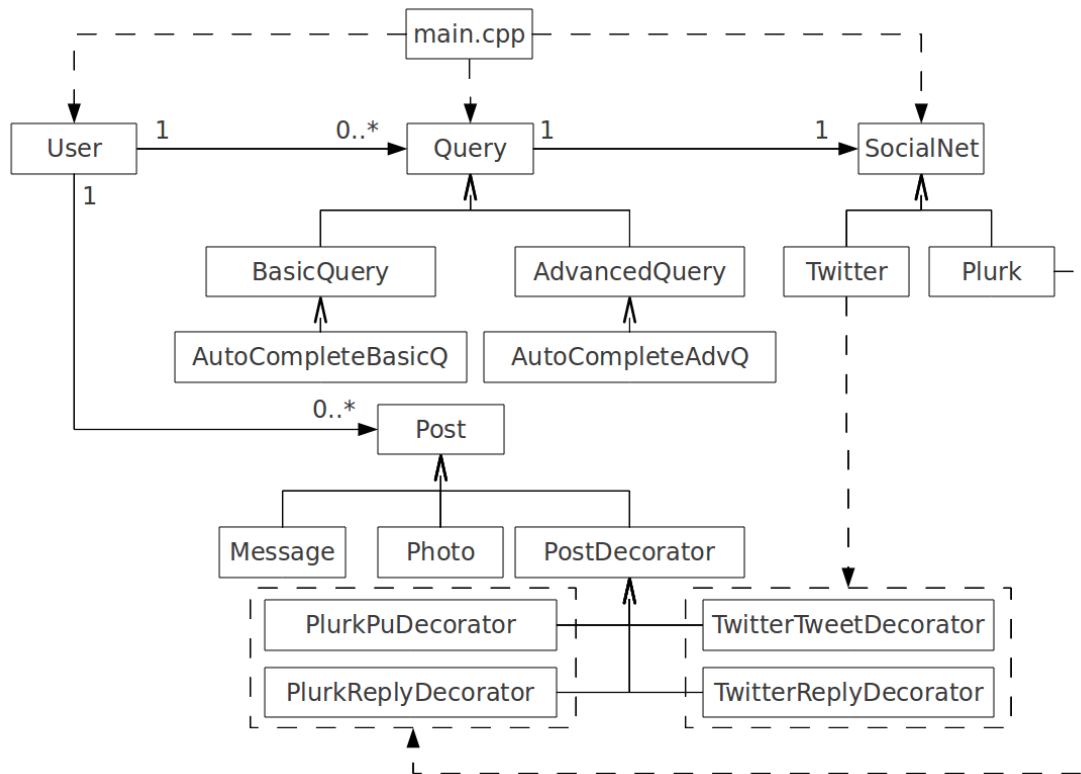 main.cpp
User
1
0..*
Query
1
1
SocialNet
1
BasicQuery
AdvancedQuery
Twitter
Plurk
AutoCompleteBasicQ
AutoCompleteAdvQ
0..*
Post
Message
Photo
PostDecorator
PlurkPuDecorator
TwitterTweetDecorator
PlurkReplyDecorator
TwitterReplyDecorator